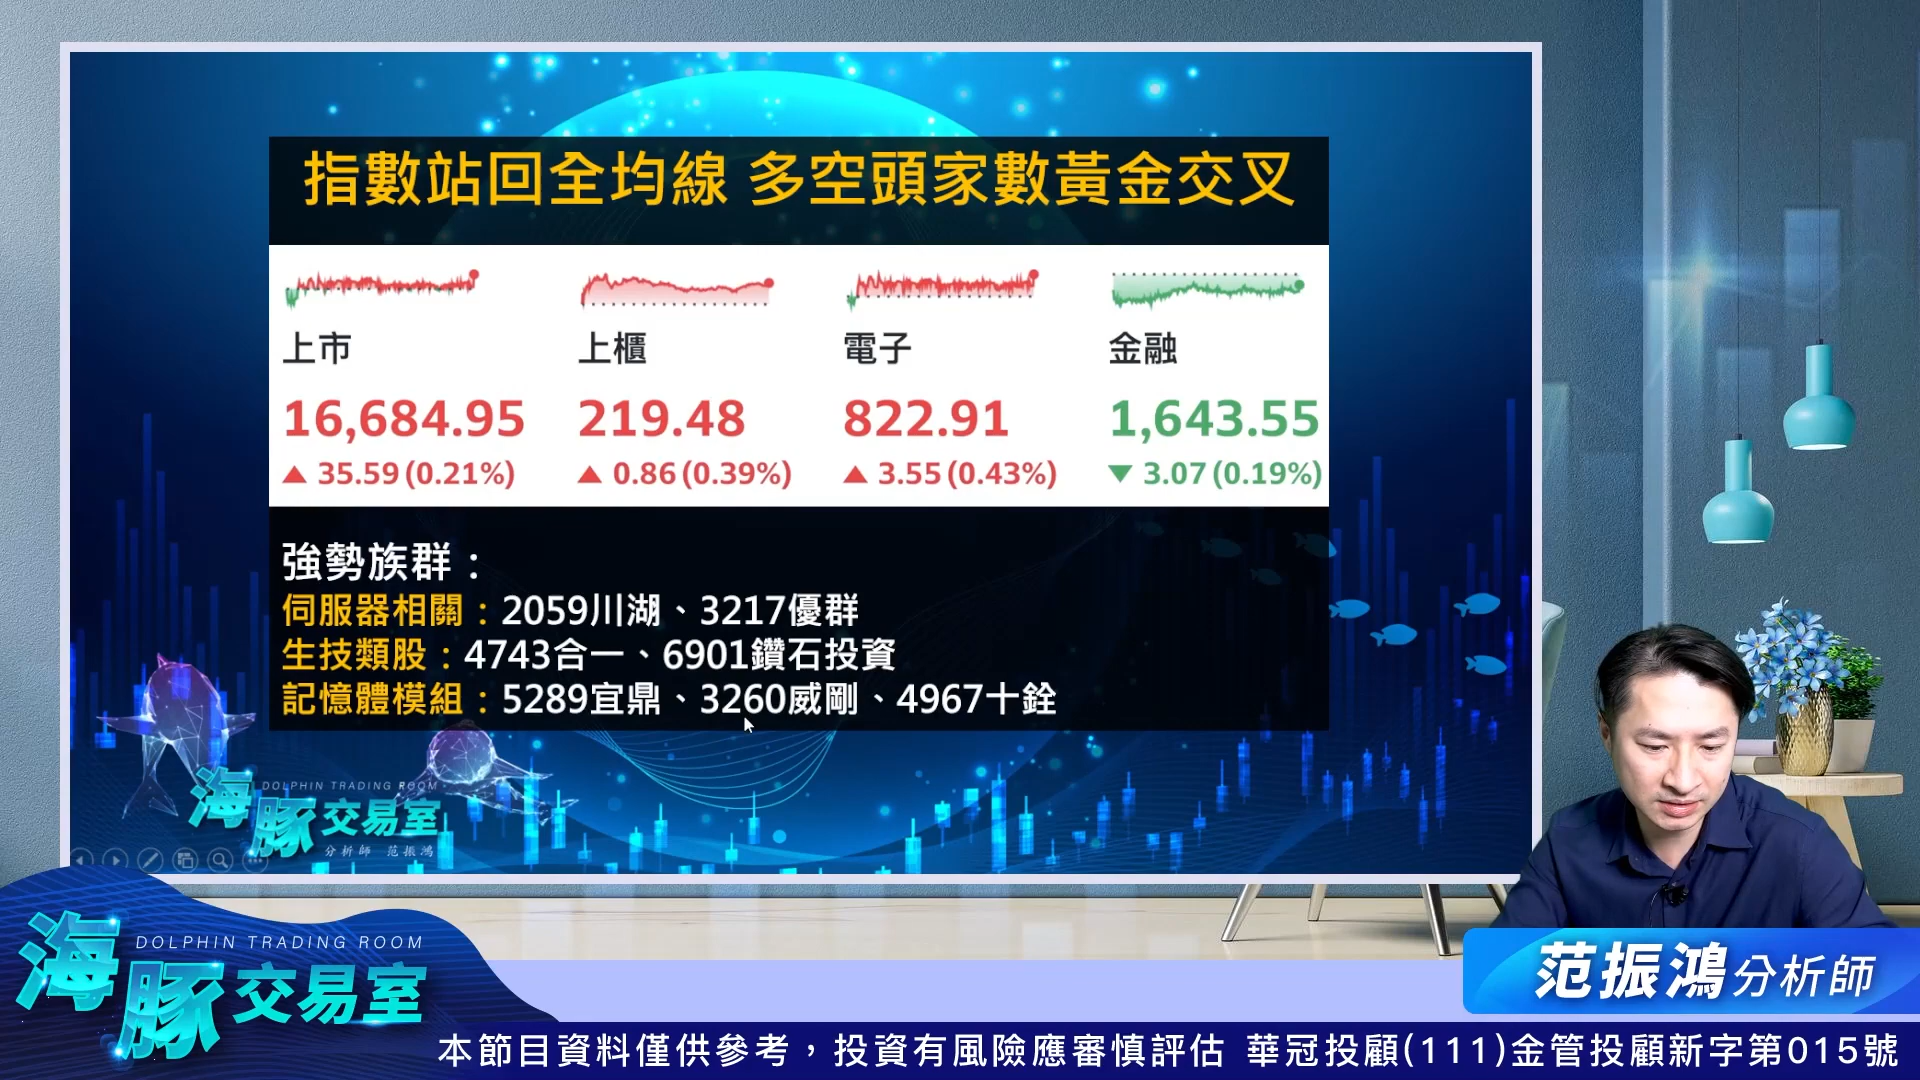 指數站回全均線 多空頭家數黃金交叉
上市
上櫃
電子
金融
16,684.95
219.48
822.91
1,643.55
▲ 35.59(0.21%)
▲ 0.86(0.39%)
▲ 3.55(0.43%)
▼ 3.07(0.19%)
強勢族群：
伺服器相關：2059川湖、3217優群
生技類股：4743合一、6901鑽石投資
記憶體模組：5289宜鼎、3260威剛、4967十銓
DOLPHIN TRADING ROOM
海豚交易室
分析師 范振鴻
DOLPHIN TRADING ROOM
海豚交易室
范振鴻分析師
本節目資料僅供參考，投資有風險應審慎評估 華冠投顧(111)金管投顧新字第015號